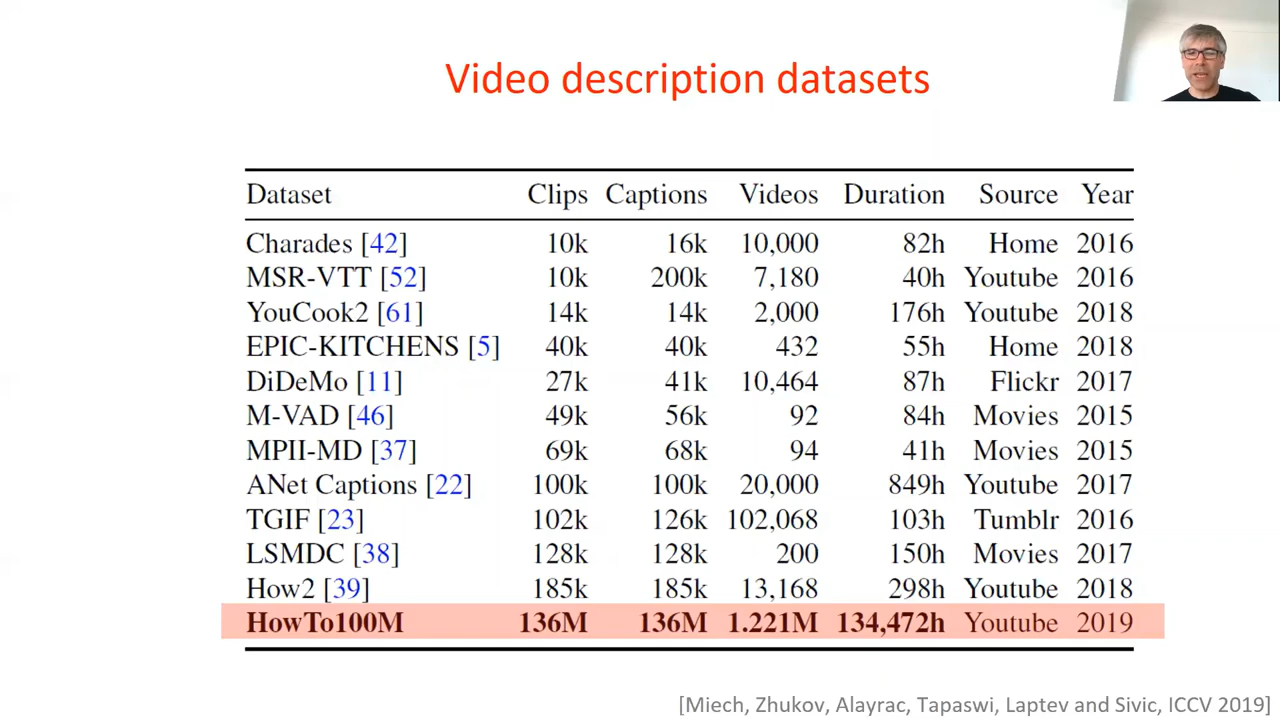 Video description datasets
Dataset Clips Captions Videos Duration Source Year
Charades [42] 10k 16k 10,000 82h Home 2016
MSR-VTT [52] 10k 200k 7,180 40h Youtube 2016
YouCook2 [61] 14k 14k 2,000 176h Youtube 2018
EPIC-KITCHENS [5] 40k 40k 432 55h Home 2018
DiDeMo [11] 27k 41k 10,464 87h Flickr 2017
M-VAD [46] 49k 56k 92 84h Movies 2015
MPII-MD [37] 69k 68k 94 41h Movies 2015
ANet Captions [22] 100k 100k 20,000 849h Youtube 2017
TGIF [23] 102k 126k 102,068 103h Tumblr 2016
LSMDC [38] 128k 128k 200 150h Movies 2017
How2 [39] 185k 185k 13,168 298h Youtube 2018
HowTo100M 136M 136M 1.221M 134,472h Youtube 2019
[Miech, Zhukov, Alayrac, Tapaswi, Laptev and Sivic, ICCV 2019]